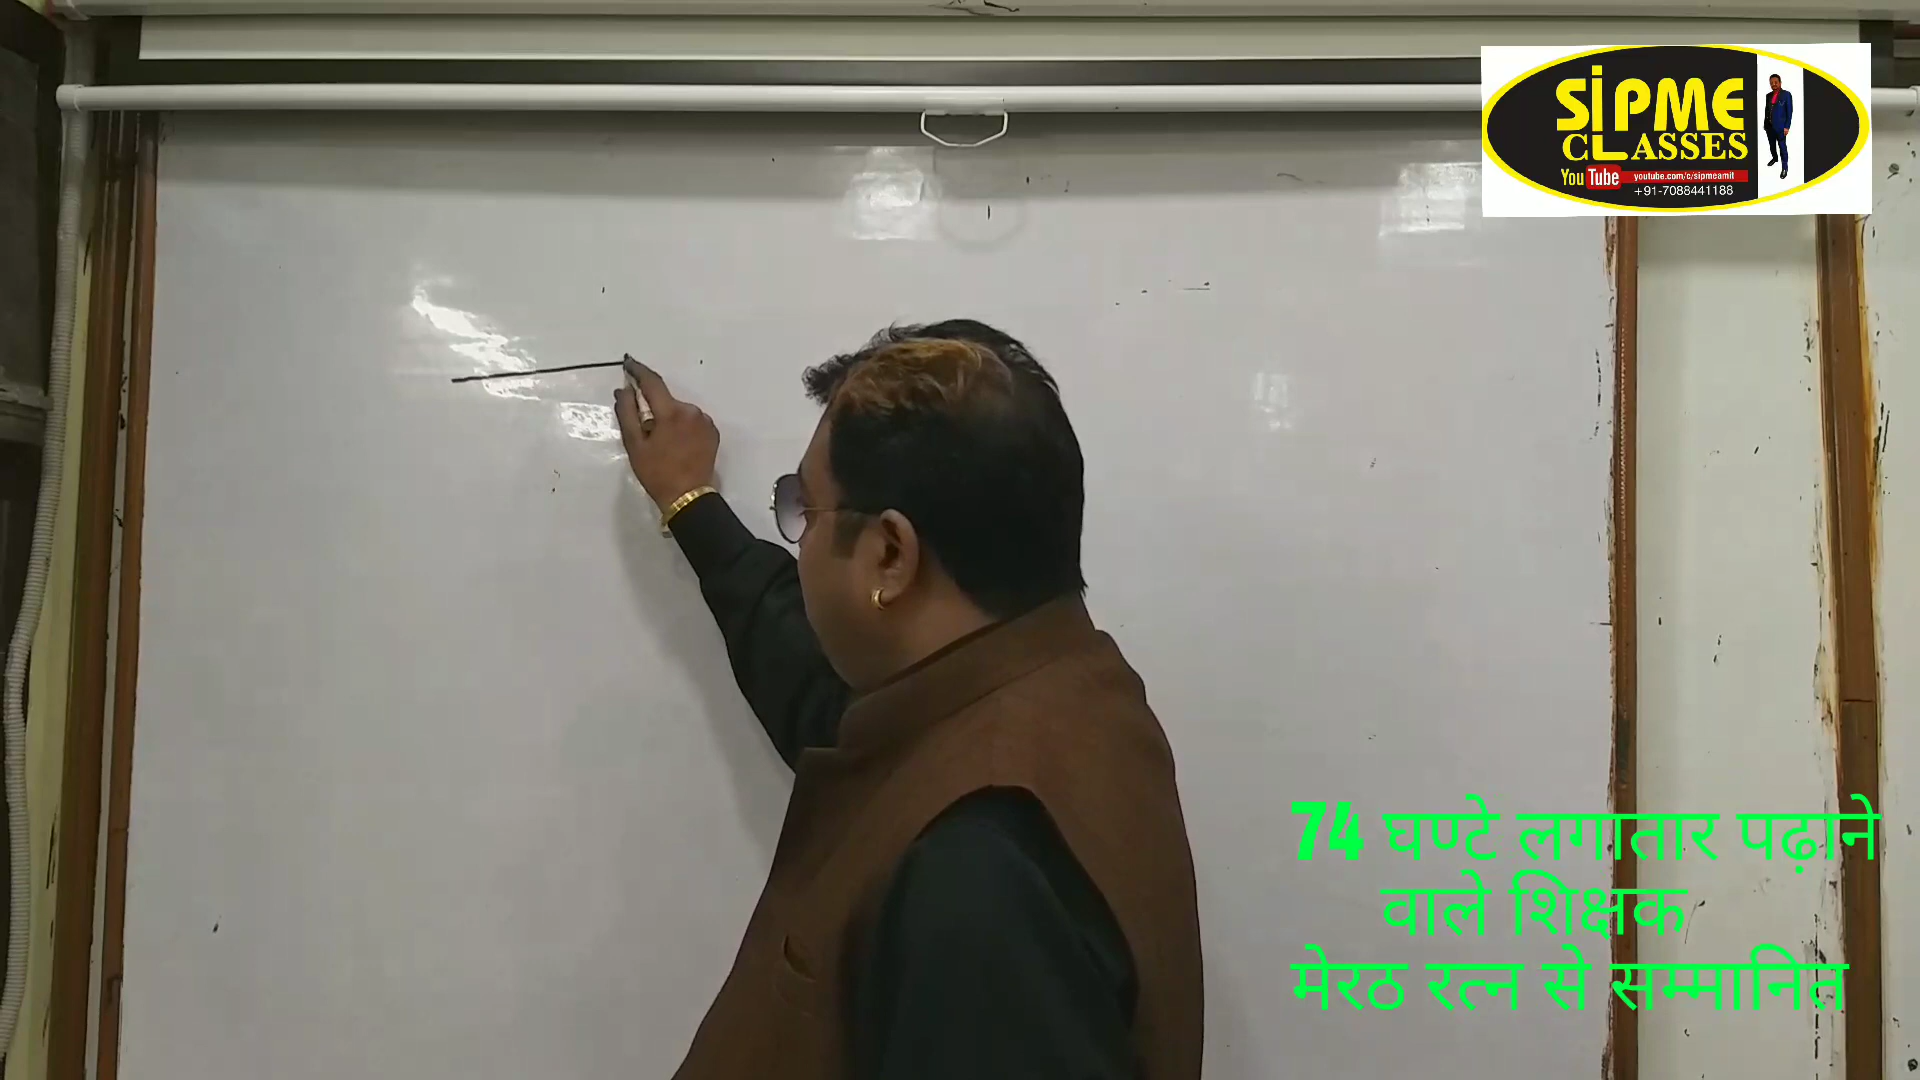 SiPME
CLASSES
YouTube youtube.com/c/sipmeamit
+91-7088441188
74 घण्टे लगातार पढ़ाने
वाले शिक्षक
मेरठ रत्न से सम्मानित